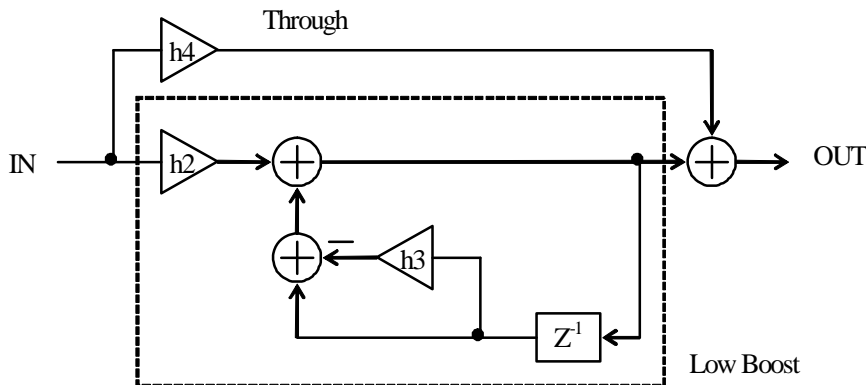 Through
h4
IN
h2
OUT
h3
Z⁻¹
Low Boost